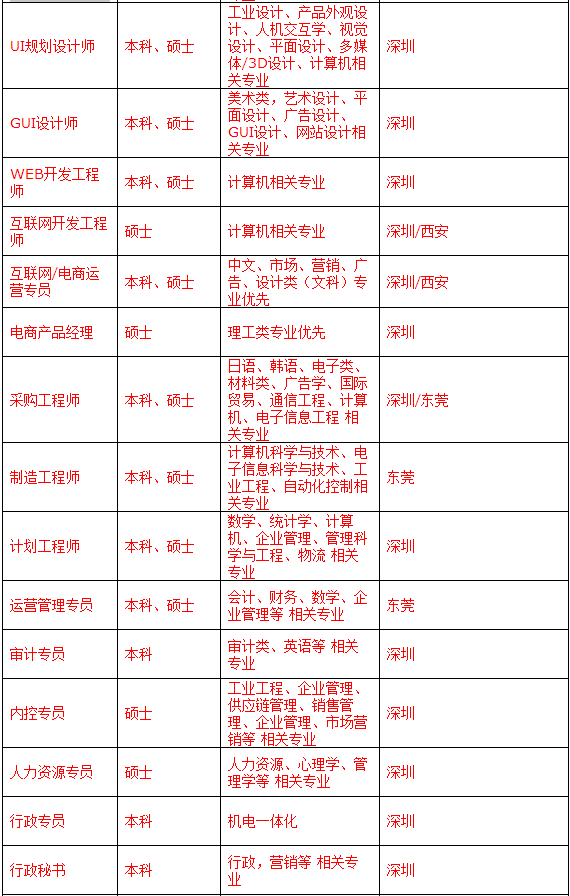 UI规划设计师
本科、硕士
工业设计、产品外观设
计、人机交互学、视觉
设计、平面设计、多媒
体/3D设计、计算机相
关专业
深圳
GUI设计师
本科、硕士
美术类，艺术设计、平
面设计、广告设计、
GUI设计、网站设计相
关专业
深圳
WEB开发工程
师
本科、硕士
计算机相关专业
深圳
互联网开发工程
师
硕士
计算机相关专业
深圳/西安
互联网/电商运
营专员
本科、硕士
中文、市场、营销、广
告、设计类（文科）专
业优先
深圳/西安
电商产品经理
硕士
理工类专业优先
深圳
采购工程师
本科、硕士
日语、韩语、电子类、
材料类、广告学、国际
贸易、通信工程、计算
机、电子信息工程 相
关专业
深圳/东莞
制造工程师
本科、硕士
计算机科学与技术、电
子信息科学与技术、工
业工程、自动化控制相
关专业
东莞
计划工程师
本科、硕士
数学、统计学、计算
机、企业管理、管理科
学与工程、物流 相关
专业
深圳
运营管理专员
本科、硕士
会计、财务、数学、企
业管理等 相关专业
东莞
审计专员
本科
审计类、英语等 相关
专业
深圳
内控专员
硕士
工业工程、企业管理、
供应链管理、销售管
理、企业管理、市场营
销等 相关专业
深圳
人力资源专员
硕士
人力资源、心理学、管
理学等 相关专业
深圳
行政专员
本科
机电一体化
深圳
行政秘书
本科
行政，营销等 相关专
业
深圳